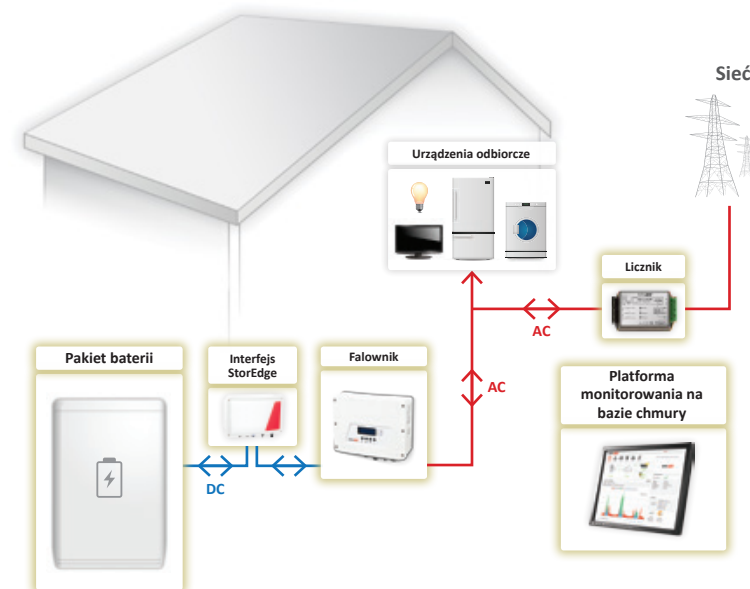 Sieć
Urządzenia odbiorcze
Licznik
AC
Pakiet baterii
Interfejs
StorEdge
Falownik
AC
Platforma
monitorowania na
bazie chmury
DC